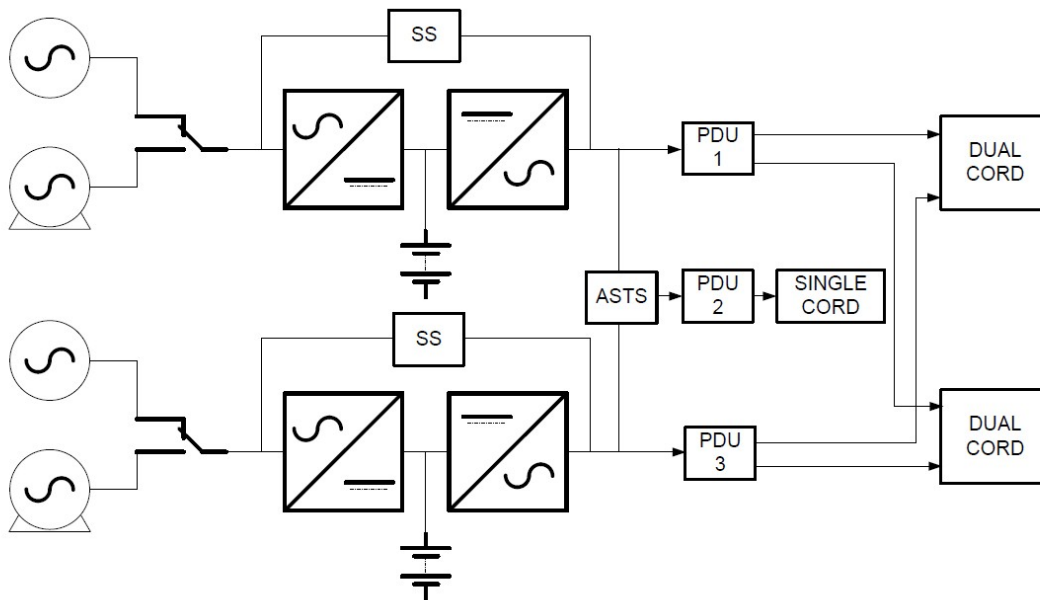 SS
PDU
1
DUAL
CORD
ASTS
PDU
2
SINGLE
CORD
SS
PDU
3
DUAL
CORD